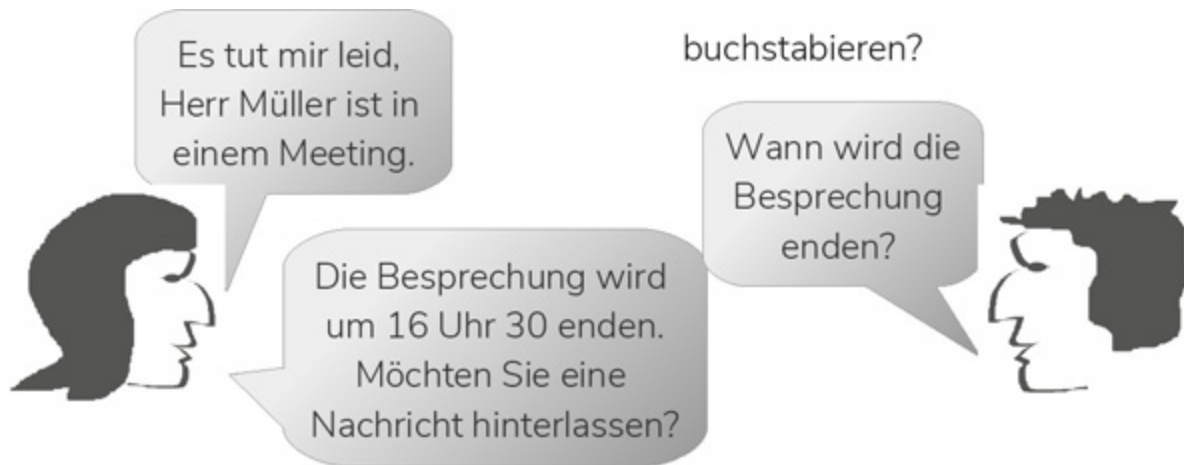 buchstabieren?
Es tut mir leid,
Herr Müller ist in
einem Meeting.
Wann wird die
Besprechung
enden?
Die Besprechung wird
um 16 Uhr 30 enden.
Möchten Sie eine
Nachricht hinterlassen?